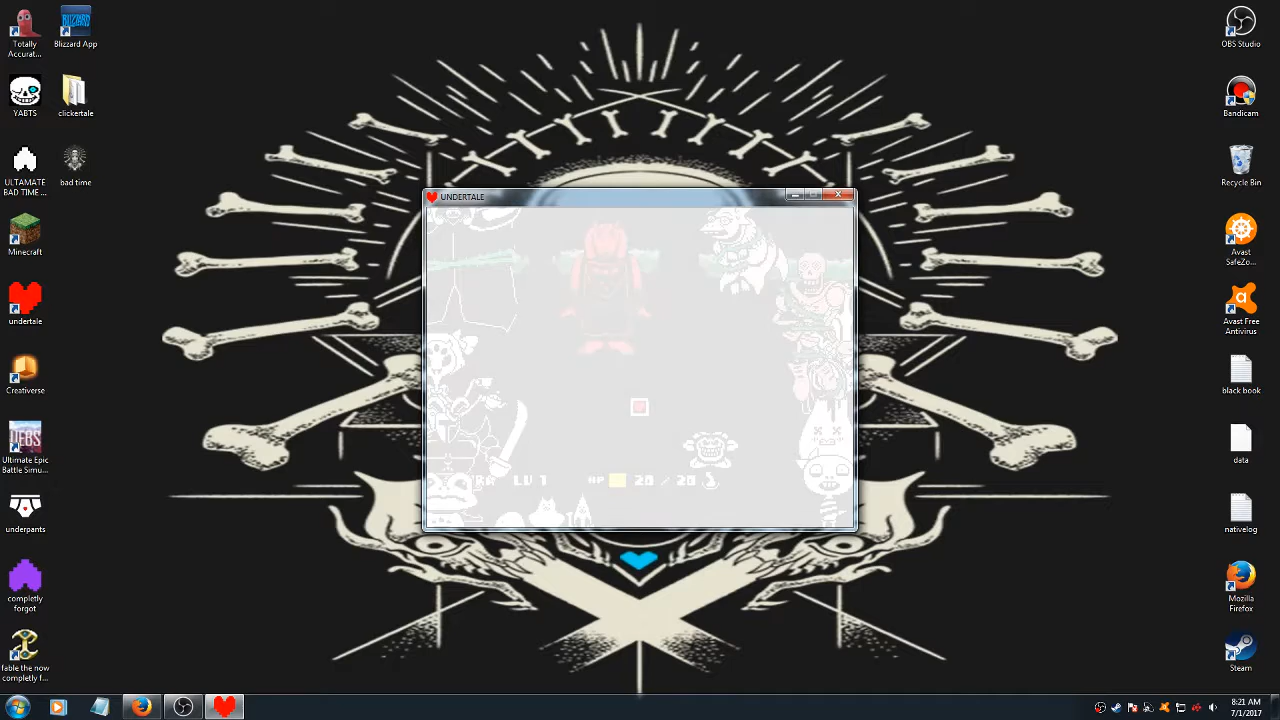 Totally
Accurat...
Blizzard App
YABTS
clickertale
ULTAMATE
BAD TIME ...
bad time
Minecraft
undertale
Creativerse
UEBS
Ultimate Epic
Battle Simu...
underpants
completly
forgot
fable the now
completly f...
UNDERTALE
LV 1
HP
20 / 20
OBS Studio
Bandicam
Recycle Bin
Avast
SafeZo...
Avast Free
Antivirus
black book
data
nativelog
Mozilla
Firefox
Steam
8:21 AM
7/1/2017